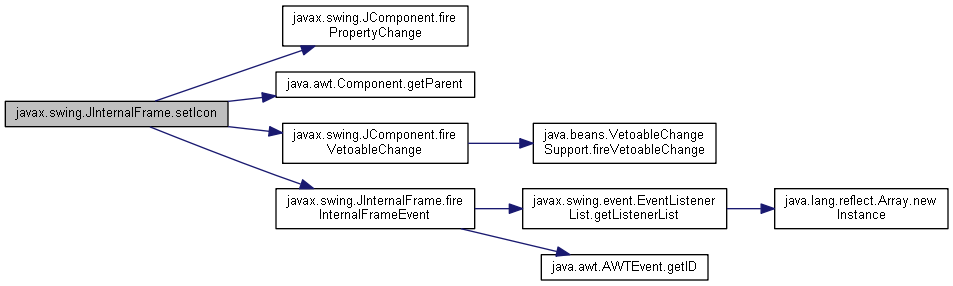 javax.swing.JComponent.fire
PropertyChange
java.awt.Component.getParent
javax.swing.JInternalFrame.setIcon
javax.swing.JComponent.fire
VetoableChange
java.beans.VetoableChange
Support.fireVetoableChange
javax.swing.JInternalFrame.fire
InternalFrameEvent
javax.swing.event.EventListener
List.getListenerList
java.lang.reflect.Array.new
Instance
java.awt.AWTEvent.getID